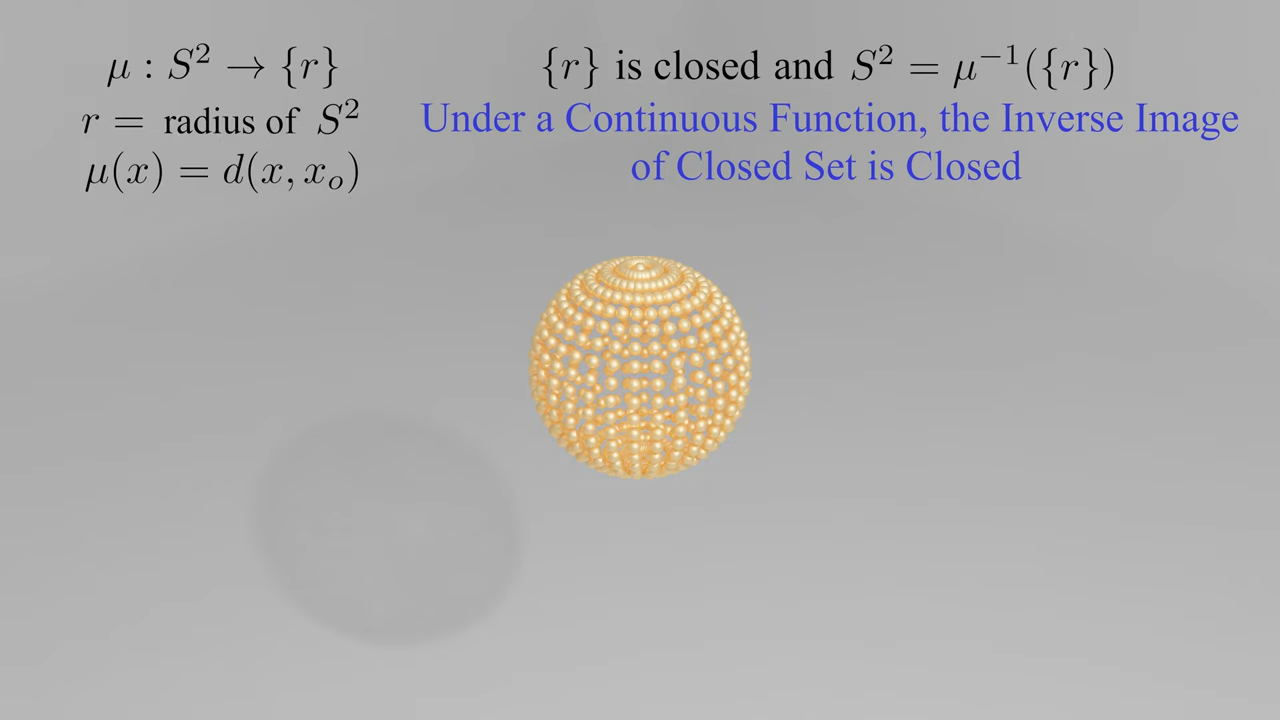 μ : S² → {r}
r = radius of S²
μ(x) = d(x, xₒ)
{r} is closed and S² = μ⁻¹({r})
Under a Continuous Function, the Inverse Image
of Closed Set is Closed